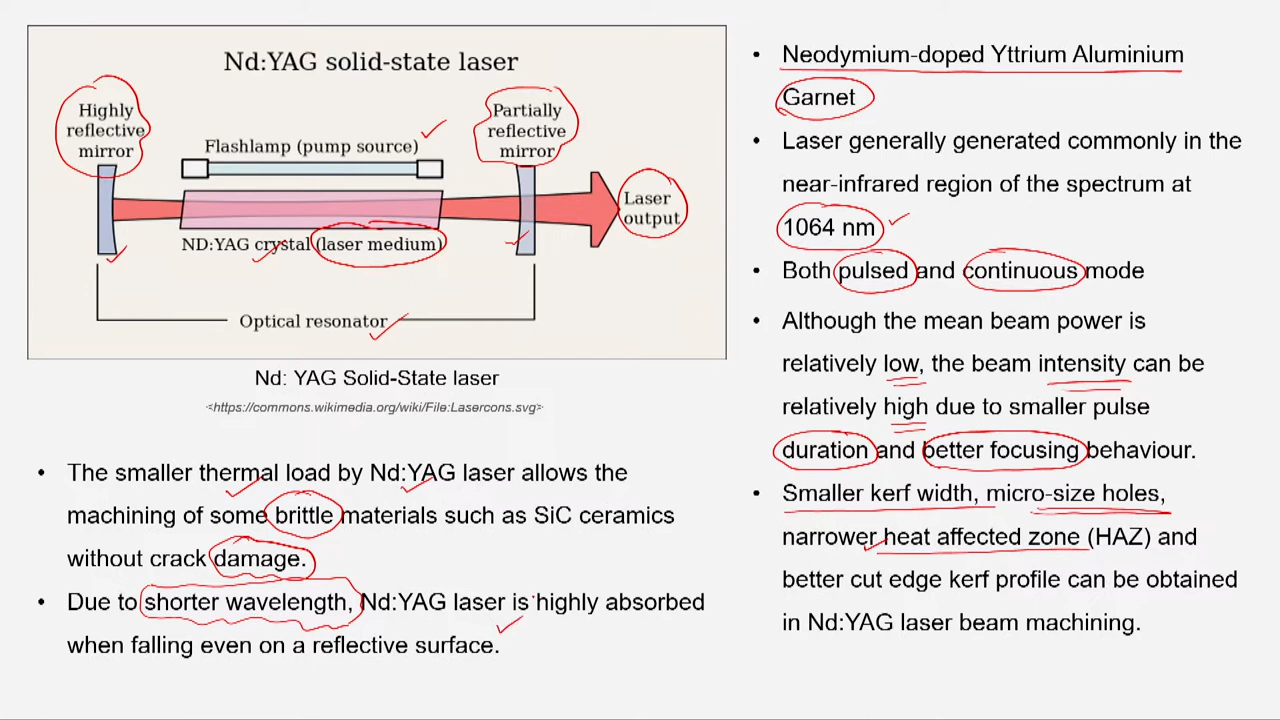 Nd:YAG solid-state laser
Highly
reflective
mirror
Partially
reflective
mirror
Flashlamp (pump source)
Laser
output
ND:YAG crystal (laser medium)
Optical resonator
Nd: YAG Solid-State laser
<https://commons.wikimedia.org/wiki/File:Lasercons.svg>
• The smaller thermal load by Nd:YAG laser allows the
machining of some brittle materials such as SiC ceramics
without crack damage.
• Due to shorter wavelength, Nd:YAG laser is highly absorbed
when falling even on a reflective surface.
• Neodymium-doped Yttrium Aluminium
Garnet
• Laser generally generated commonly in the
near-infrared region of the spectrum at
1064 nm
• Both pulsed and continuous mode
• Although the mean beam power is
relatively low, the beam intensity can be
relatively high due to smaller pulse
duration and better focusing behaviour.
• Smaller kerf width, micro-size holes,
narrower heat affected zone (HAZ) and
better cut edge kerf profile can be obtained
in Nd:YAG laser beam machining.